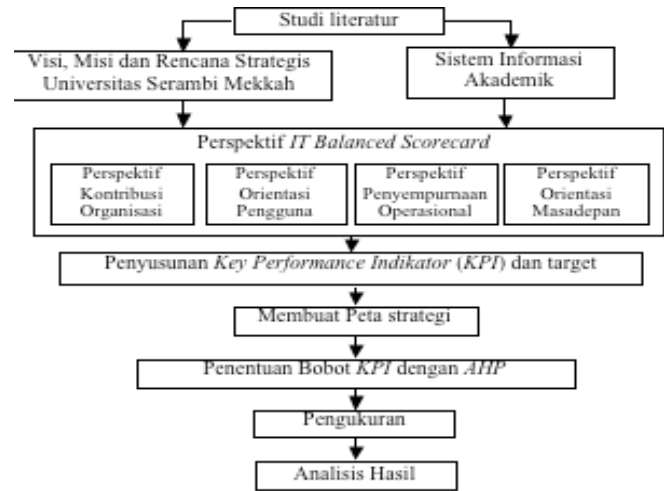 Studi literatur
Visi, Misi dan Rencana Strategis
Universitas Serambi Mekkah
Sistem Informasi
Akademik
Perspektif IT Balanced Scorecard
Perspektif
Kontribusi
Organisasi
Perspektif
Orientasi
Pengguna
Perspektif
Penyempurnaan
Operasional
Perspektif
Orientasi
Masadepan
Penyusunan Key Performance Indikator (KPI) dan target
Membuat Peta strategi
Penentuan Bobot KPI dengan AHP
Pengukuran
Analisis Hasil